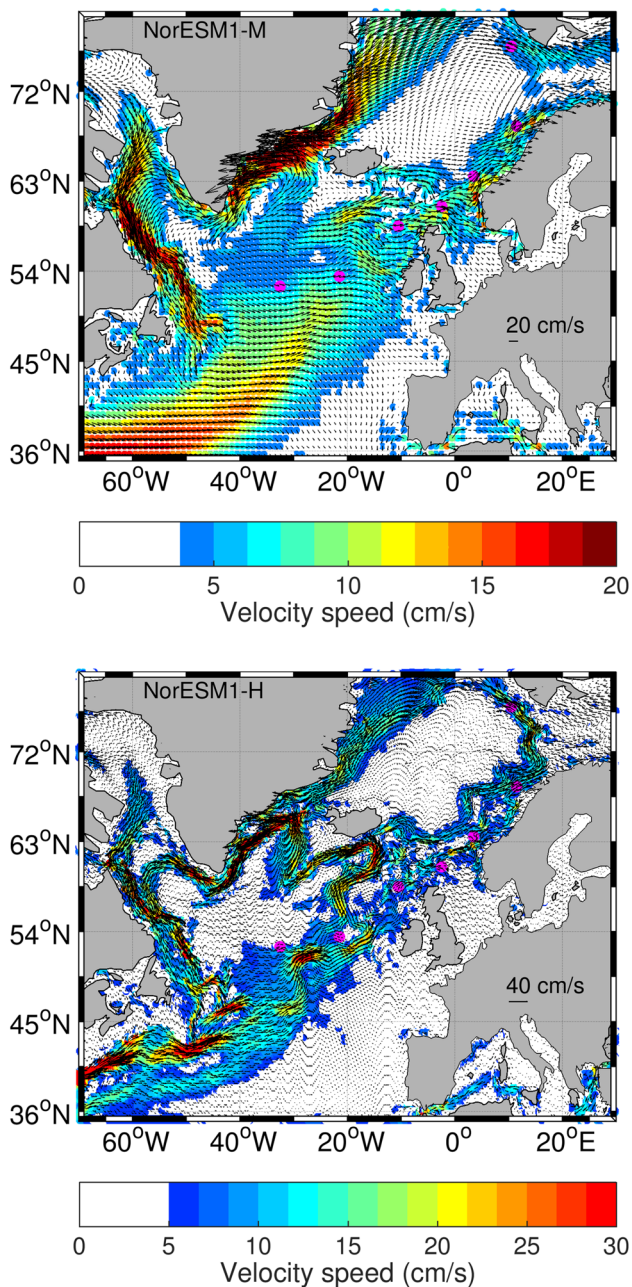 NorESM1-M
72°N
63°N
54°N
45°N
36°N
20 cm/s
60°W 40°W 20°W 0° 20°E
0 5 10 15 20
Velocity speed (cm/s)
NorESM1-H
72°N
63°N
54°N
45°N
36°N
40 cm/s
60°W 40°W 20°W 0° 20°E
0 5 10 15 20 25 30
Velocity speed (cm/s)